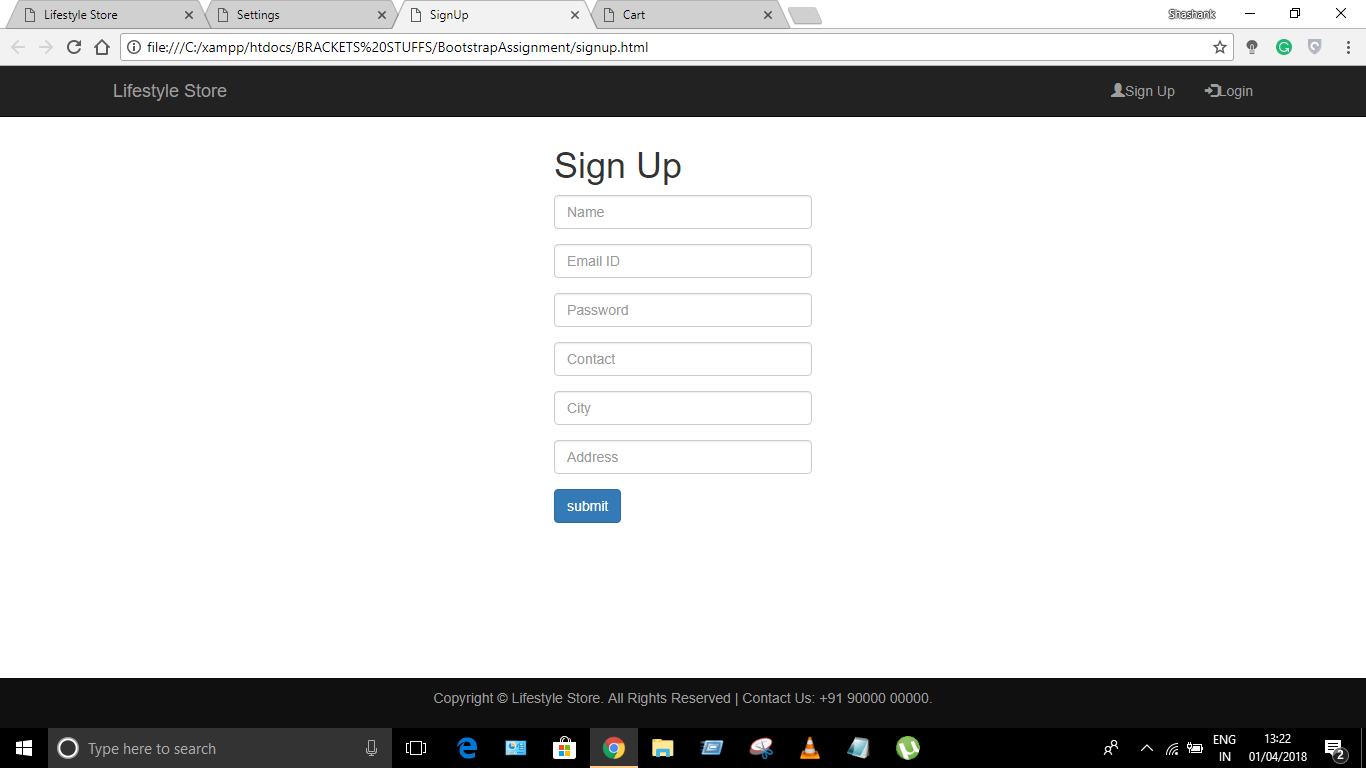 Lifestyle Store
Settings
SignUp
Cart
Shashank
file:///C:/xampp/htdocs/BRACKETS%20STUFFS/BootstrapAssignment/signup.html
Lifestyle Store
Sign Up
Login
Sign Up
Name
Email ID
Password
Contact
City
Address
submit
Copyright © Lifestyle Store. All Rights Reserved | Contact Us: +91 90000 00000.
Type here to search
ENG
IN
13:22
01/04/2018
2